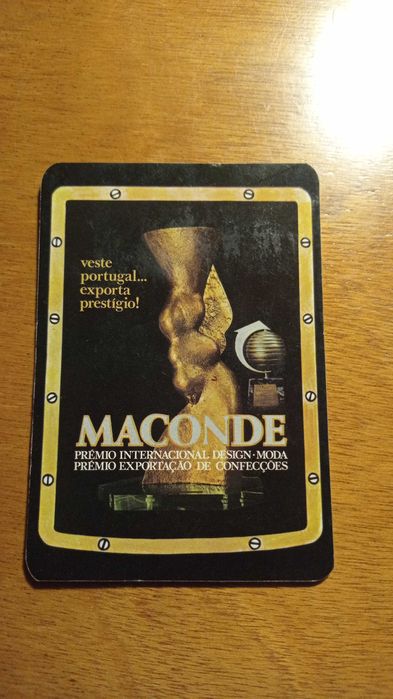 veste
portugal...
exporta
prestígio!
MACONDE
PRÉMIO INTERNACIONAL DESIGN-MODA
PRÉMIO EXPORTAÇÃO DE CONFECÇÕES